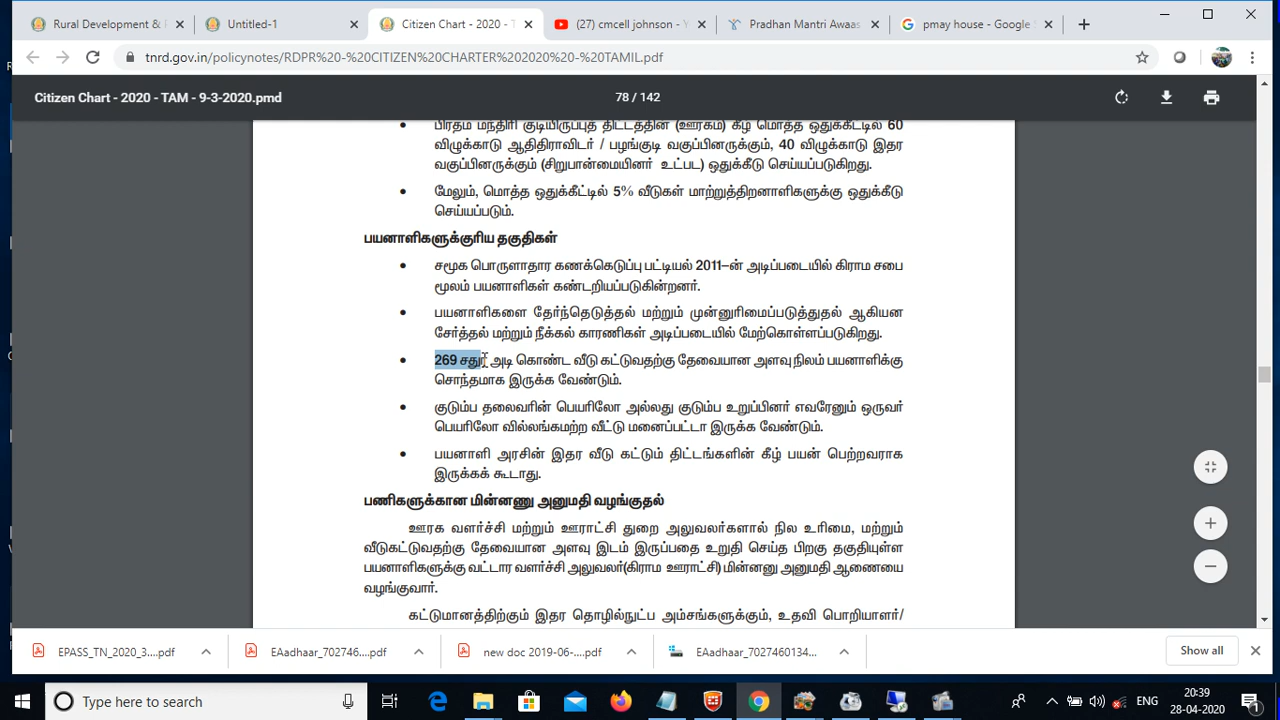 Rural Development &
Untitled-1
Citizen Chart - 2020 - T
(27) cmcell johnson - Y
Pradhan Mantri Awaas
pmay house - Google
tnrd.gov.in/policynotes/RDPR%20-%20CITIZEN%20CHARTER%202020%20-%20TAMIL.pdf
Citizen Chart - 2020 - TAM - 9-3-2020.pmd
78 / 142
பிரதம மந்திரி குடியிருப்புத் திட்டத்தின் (ஊரகம்) கீழ் மொத்த ஒதுக்கீட்டில் 60
விழுக்காடு ஆதிதிராவிடர் / பழங்குடி வகுப்பினருக்கும், 40 விழுக்காடு இதர
வகுப்பினருக்கும் (சிறுபான்மையினர் உட்பட) ஒதுக்கீடு செய்யப்படுகிறது.
• மேலும், மொத்த ஒதுக்கீட்டில் 5% வீடுகள் மாற்றுத்திறனாளிகளுக்கு ஒதுக்கீடு
செய்யப்படும்.
பயனாளிகளுக்குரிய தகுதிகள்
• சமூக பொருளாதார கணக்கெடுப்பு பட்டியல் 2011–ன் அடிப்படையில் கிராம சபை
மூலம் பயனாளிகள் கண்டறியப்படுகின்றனர்.
• பயனாளிகளை தேர்ந்தெடுத்தல் மற்றும் முன்னுரிமைப்படுத்துதல் ஆகியன
சேர்த்தல் மற்றும் நீக்கல் காரணிகள் அடிப்படையில் மேற்கொள்ளப்படுகிறது.
• 269 சதுர அடி கொண்ட வீடு கட்டுவதற்கு தேவையான அளவு நிலம் பயனாளிக்கு
சொந்தமாக இருக்க வேண்டும்.
• குடும்ப தலைவரின் பெயரிலோ அல்லது குடும்ப உறுப்பினர் எவரேனும் ஒருவர்
பெயரிலோ வில்லங்கமற்ற வீட்டு மனைப்பட்டா இருக்க வேண்டும்.
• பயனாளி அரசின் இதர வீடு கட்டும் திட்டங்களின் கீழ் பயன் பெற்றவராக
இருக்கக் கூடாது.
பணிகளுக்கான மின்னணு அனுமதி வழங்குதல்
ஊரக வளர்ச்சி மற்றும் ஊராட்சி துறை அலுவலர்களால் நில உரிமை, மற்றும்
வீடுகட்டுவதற்கு தேவையான அளவு இடம் இருப்பதை உறுதி செய்த பிறகு தகுதியுள்ள
பயனாளிகளுக்கு வட்டார வளர்ச்சி அலுவலர்(கிராம ஊராட்சி) மின்னனு அனுமதி ஆணையை
வழங்குவார்.
கட்டுமானத்திற்கும் இதர தொழில்நுட்ப அம்சங்களுக்கும், உதவி பொறியாளர்/
EPASS_TN_2020_3....pdf
EAadhaar_702746....pdf
new doc 2019-06-....pdf
EAadhaar_7027460134...
Show all
Type here to search
ENG
20:39
28-04-2020